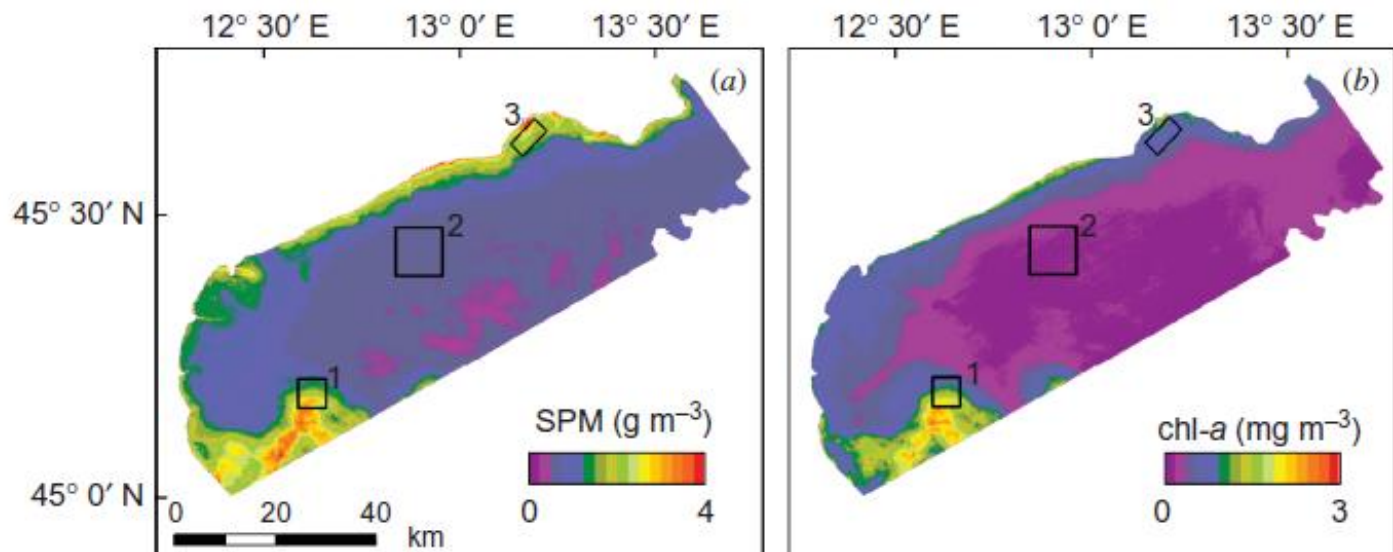 12° 30′ E 13° 0′ E 13° 30′ E
12° 30′ E 13° 0′ E 13° 30′ E
(a)
(b)
3
3
45° 30′ N
2
2
1
1
SPM (g m–3)
chl-a (mg m–3)
45° 0′ N
0 4
0 3
0 20 40
km